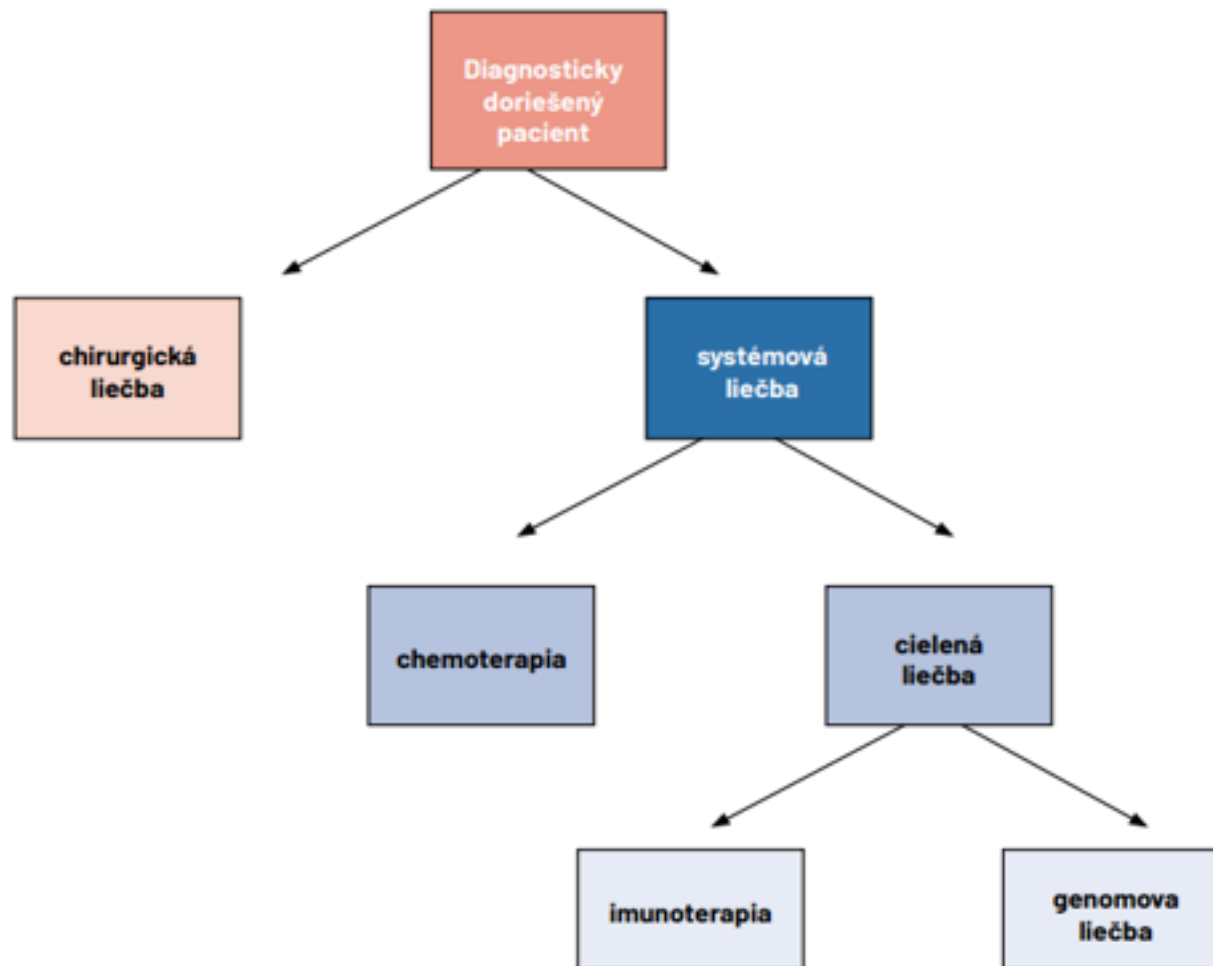 Diagnosticky
doriešený
pacient
chirurgická
liečba
systémová
liečba
chemoterapia
cielená
liečba
imunoterapia
genomova
liečba